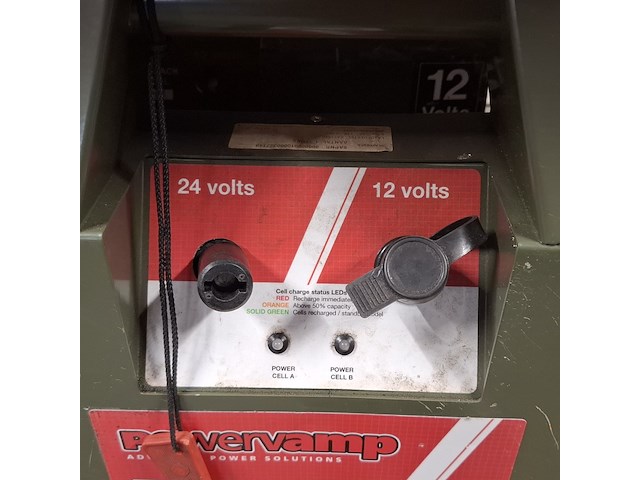 12
Volts
24 volts
12 volts
Cell charge status LEDs
RED Recharge immediate
ORANGE Above 50% capacity
SOLID GREEN Cells recharged / stand
POWER
CELL A
POWER
CELL B
Powervamp
POWER SOLUTIONS